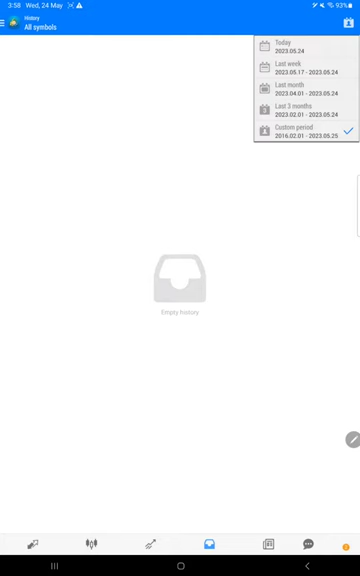 3:58 Wed, 24 May
93%
History
All symbols
Today
2023.05.24
Last week
2023.05.17 - 2023.05.24
Last month
2023.04.01 - 2023.05.24
Last 3 months
2023.02.01 - 2023.05.24
Custom period
2016.02.01 - 2023.05.25
Empty history